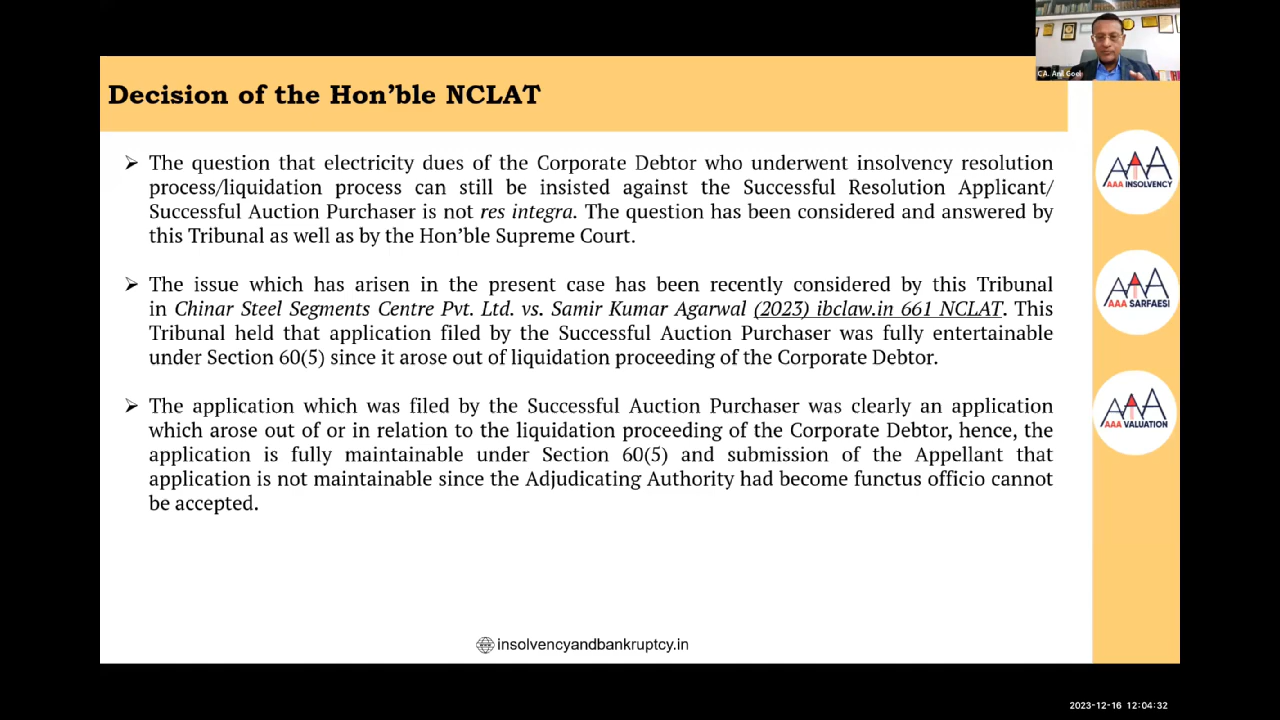 CA. Anil Goel
Decision of the Hon’ble NCLAT
➢ The question that electricity dues of the Corporate Debtor who underwent insolvency resolution
process/liquidation process can still be insisted against the Successful Resolution Applicant/
Successful Auction Purchaser is not res integra. The question has been considered and answered by
this Tribunal as well as by the Hon’ble Supreme Court.
➢ The issue which has arisen in the present case has been recently considered by this Tribunal
in Chinar Steel Segments Centre Pvt. Ltd. vs. Samir Kumar Agarwal (2023) ibclaw.in 661 NCLAT. This
Tribunal held that application filed by the Successful Auction Purchaser was fully entertainable
under Section 60(5) since it arose out of liquidation proceeding of the Corporate Debtor.
➢ The application which was filed by the Successful Auction Purchaser was clearly an application
which arose out of or in relation to the liquidation proceeding of the Corporate Debtor, hence, the
application is fully maintainable under Section 60(5) and submission of the Appellant that
application is not maintainable since the Adjudicating Authority had become functus officio cannot
be accepted.
AAA INSOLVENCY
AAA SARFAESI
AAA VALUATION
insolvencyandbankruptcy.in
2023-12-16 12:04:32